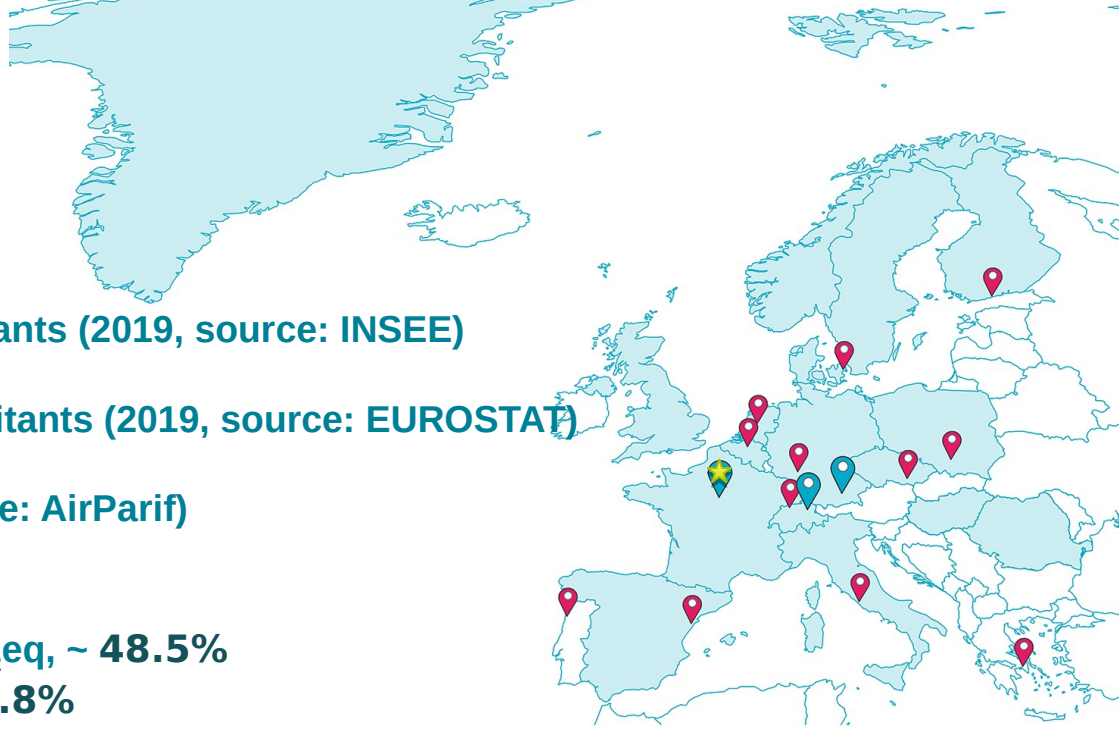 ants (2019, source: INSEE)
itants (2019, source: EUROSTAT)
e: AirParif)
eq, ~ 48.5%
.8%